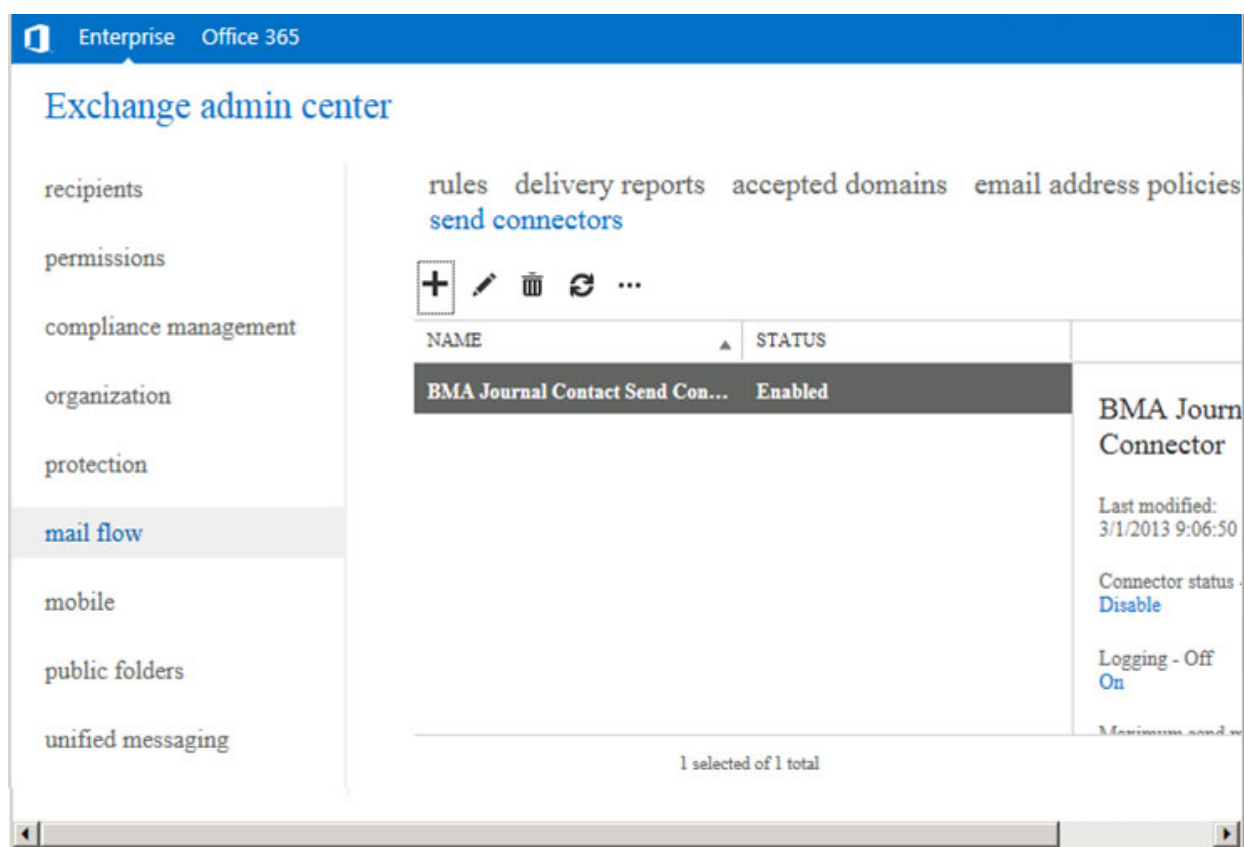 Enterprise Office 365
Exchange admin center
recipients
permissions
compliance management
organization
protection
mail flow
mobile
public folders
unified messaging
rules delivery reports accepted domains email address policies
send connectors
NAME STATUS
BMA Journal Contact Send Con... Enabled
BMA Journ
Connector
Last modified:
3/1/2013 9:06:50
Connector status -
Disable
Logging - Off
On
1 selected of 1 total